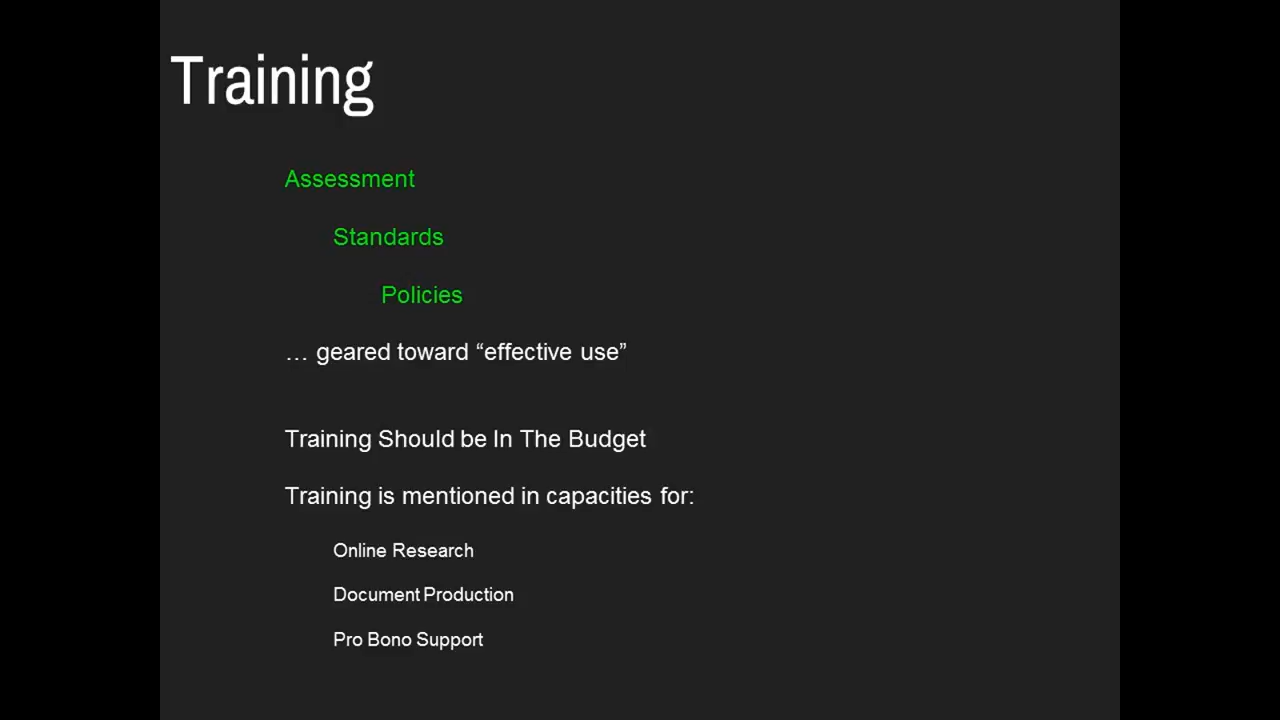 Training
Assessment
Standards
Policies
… geared toward “effective use”
Training Should be In The Budget
Training is mentioned in capacities for:
Online Research
Document Production
Pro Bono Support